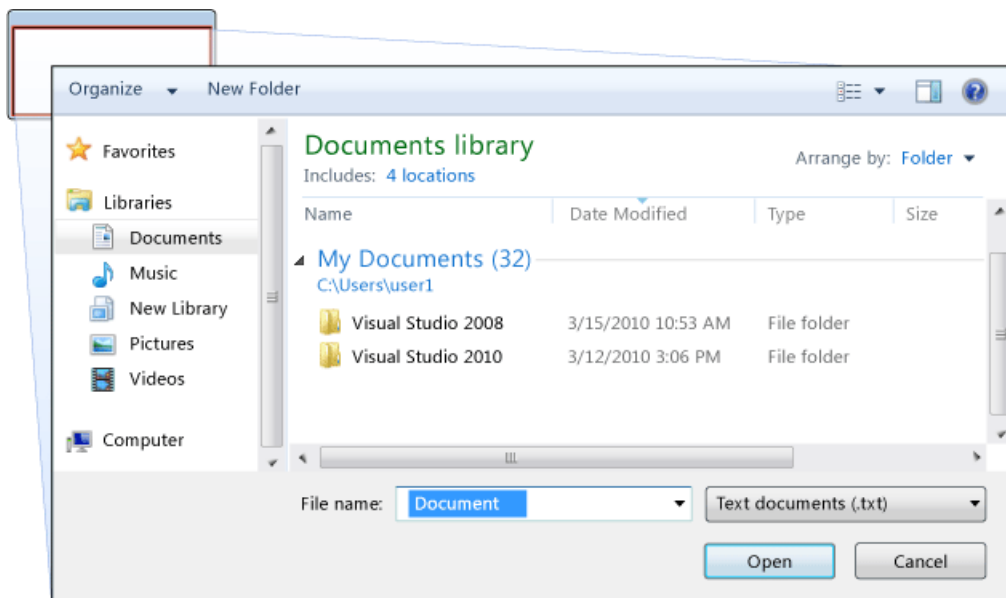 Organize New Folder
Favorites
Libraries
Documents
Music
New Library
Pictures
Videos
Computer
Documents library
Includes: 4 locations
Arrange by: Folder
Name Date Modified Type Size
My Documents (32)
C:\Users\user1
Visual Studio 2008 3/15/2010 10:53 AM File folder
Visual Studio 2010 3/12/2010 3:06 PM File folder
File name: Document Text documents (.txt)
Open Cancel